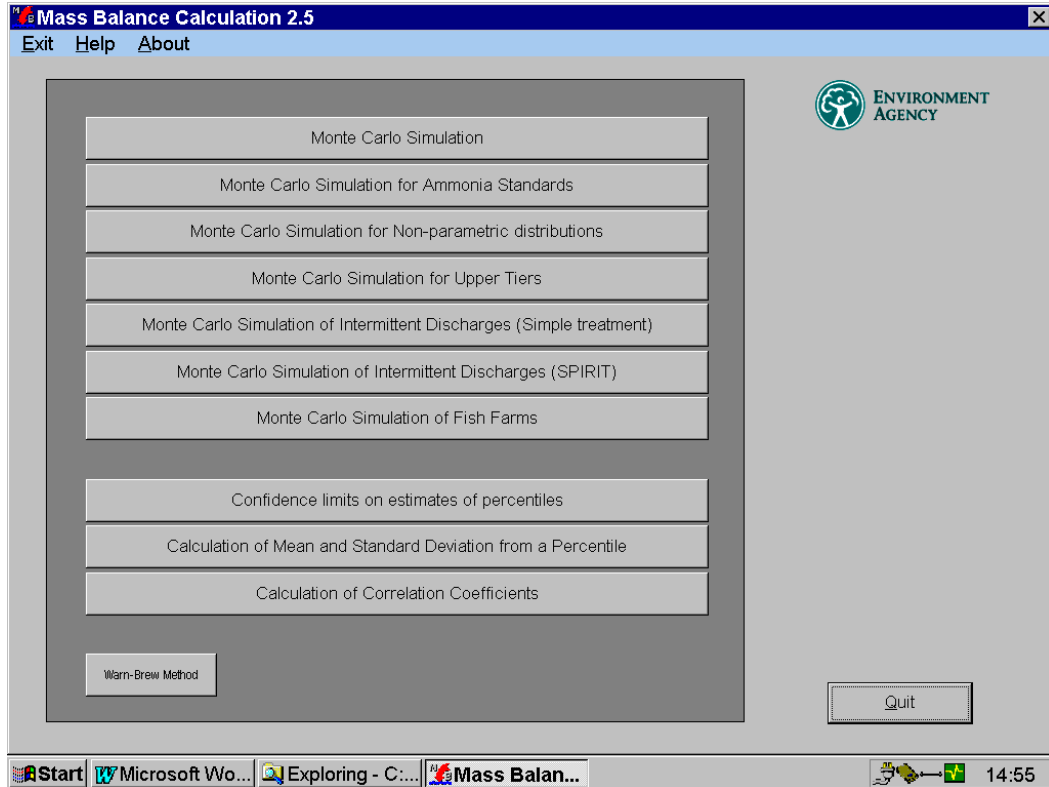 Mass Balance Calculation 2.5
Exit Help About
ENVIRONMENT
AGENCY
Monte Carlo Simulation
Monte Carlo Simulation for Ammonia Standards
Monte Carlo Simulation for Non-parametric distributions
Monte Carlo Simulation for Upper Tiers
Monte Carlo Simulation of Intermittent Discharges (Simple treatment)
Monte Carlo Simulation of Intermittent Discharges (SPIRIT)
Monte Carlo Simulation of Fish Farms
Confidence limits on estimates of percentiles
Calculation of Mean and Standard Deviation from a Percentile
Calculation of Correlation Coefficients
Warn-Brew Method
Quit
Start Microsoft Wo... Exploring - C:... Mass Balan... 14:55